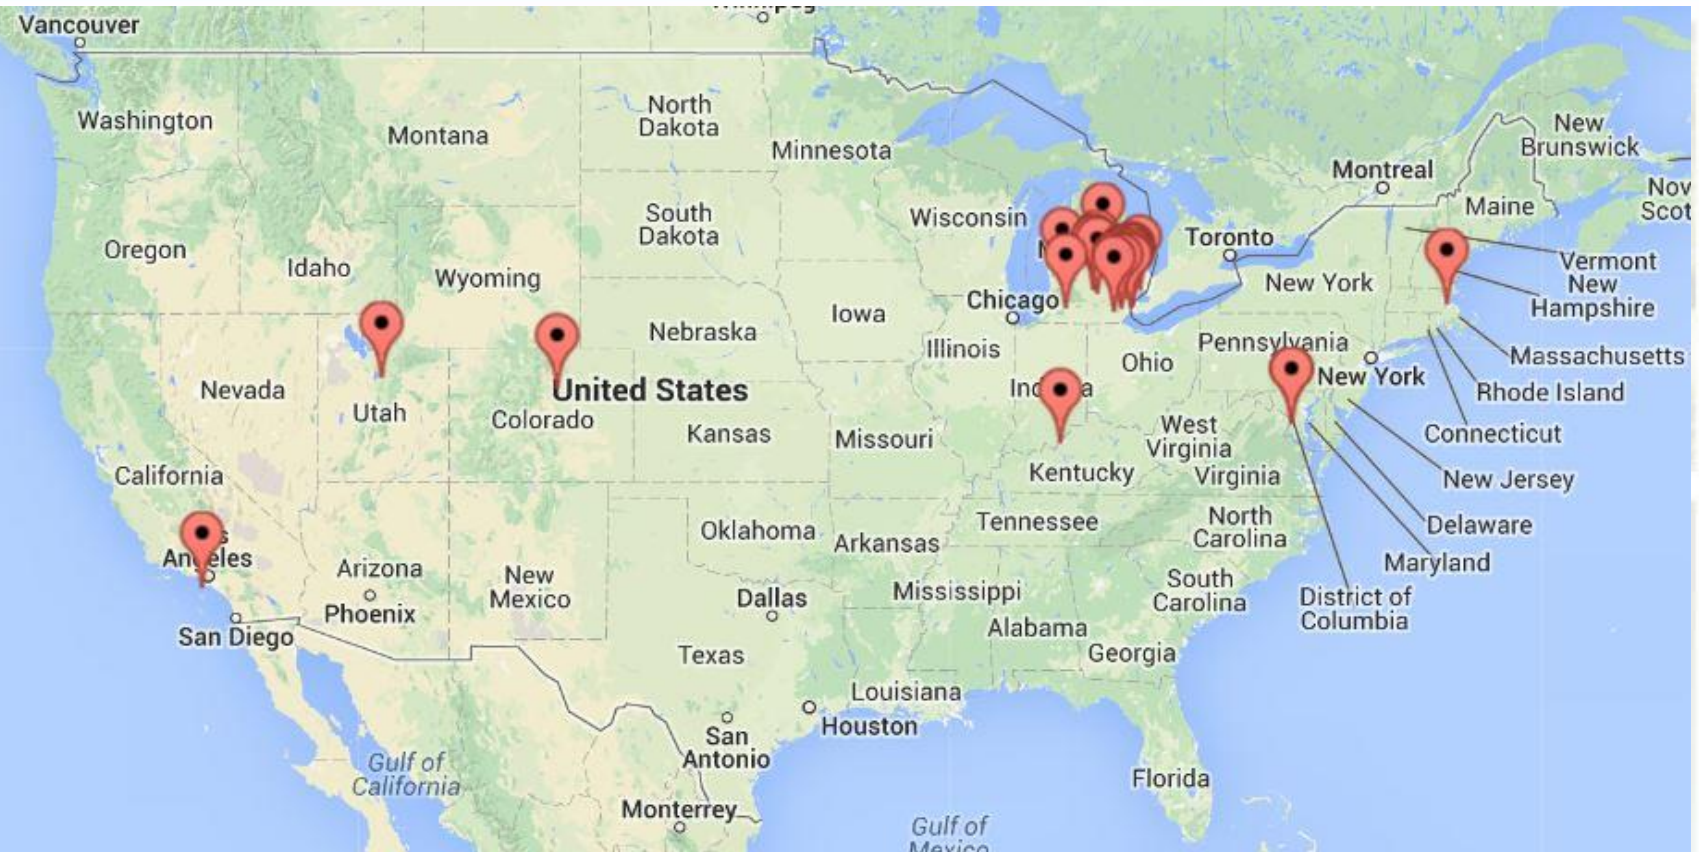 Vancouver
Washington
Montana
North
Dakota
Minnesota
New
Brunswick
Montreal
Maine
Nov
Scot
Oregon
Idaho
Wyoming
South
Dakota
Wisconsin
Toronto
New York
Vermont
New
Hampshire
Chicago
Iowa
Nebraska
Illinois
Ohio
Pennsylvania
Massachusetts
New York
Rhode Island
Nevada
Utah
United States
Colorado
Kansas
Missouri
West
Virginia
Connecticut
California
Kentucky
Virginia
New Jersey
Oklahoma
Arkansas
Tennessee
North
Carolina
Delaware
Maryland
Angeles
Arizona
Phoenix
New
Mexico
Dallas
Mississippi
South
Carolina
District of
Columbia
San Diego
Texas
Alabama
Georgia
Louisiana
Houston
San
Antonio
Florida
Gulf of
California
Monterrey
Gulf of
Mexico